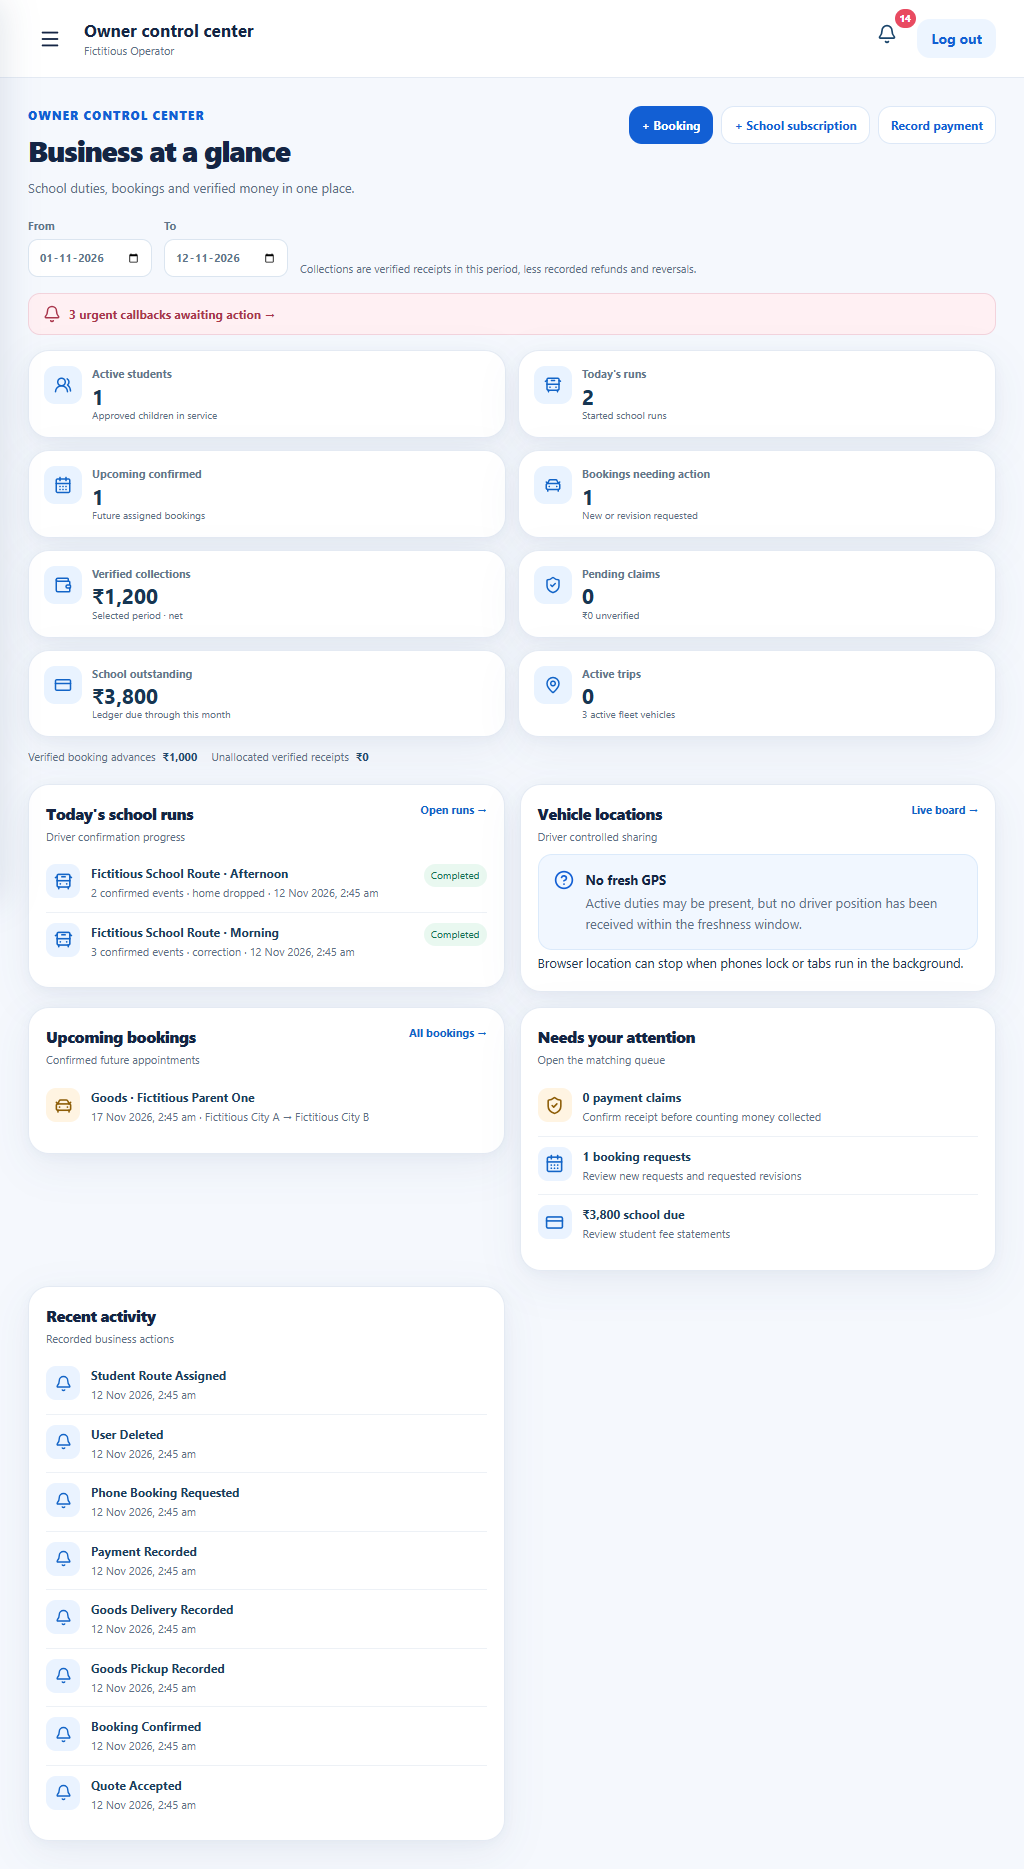 Owner control center
Fictitious Operator
14
Log out
OWNER CONTROL CENTER
Business at a glance
School duties, bookings and verified money in one place.
+ Booking
+ School subscription
Record payment
From
To
01-11-2026
12-11-2026
Collections are verified receipts in this period, less recorded refunds and reversals.
3 urgent callbacks awaiting action →
Active students
1
Approved children in service
Today's runs
2
Started school runs
Upcoming confirmed
1
Future assigned bookings
Bookings needing action
1
New or revision requested
Verified collections
₹1,200
Selected period · net
Pending claims
0
₹0 unverified
School outstanding
₹3,800
Ledger due through this month
Active trips
0
3 active fleet vehicles
Verified booking advances ₹1,000 Unallocated verified receipts ₹0
Today's school runs
Open runs →
Driver confirmation progress
Fictitious School Route · Afternoon
Completed
2 confirmed events · home dropped · 12 Nov 2026, 2:45 am
Fictitious School Route · Morning
Completed
3 confirmed events · correction · 12 Nov 2026, 2:45 am
Vehicle locations
Live board →
Driver controlled sharing
No fresh GPS
Active duties may be present, but no driver position has been
received within the freshness window.
Browser location can stop when phones lock or tabs run in the background.
Upcoming bookings
All bookings →
Confirmed future appointments
Goods · Fictitious Parent One
17 Nov 2026, 2:45 am · Fictitious City A → Fictitious City B
Needs your attention
Open the matching queue
0 payment claims
Confirm receipt before counting money collected
1 booking requests
Review new requests and requested revisions
₹3,800 school due
Review student fee statements
Recent activity
Recorded business actions
Student Route Assigned
12 Nov 2026, 2:45 am
User Deleted
12 Nov 2026, 2:45 am
Phone Booking Requested
12 Nov 2026, 2:45 am
Payment Recorded
12 Nov 2026, 2:45 am
Goods Delivery Recorded
12 Nov 2026, 2:45 am
Goods Pickup Recorded
12 Nov 2026, 2:45 am
Booking Confirmed
12 Nov 2026, 2:45 am
Quote Accepted
12 Nov 2026, 2:45 am